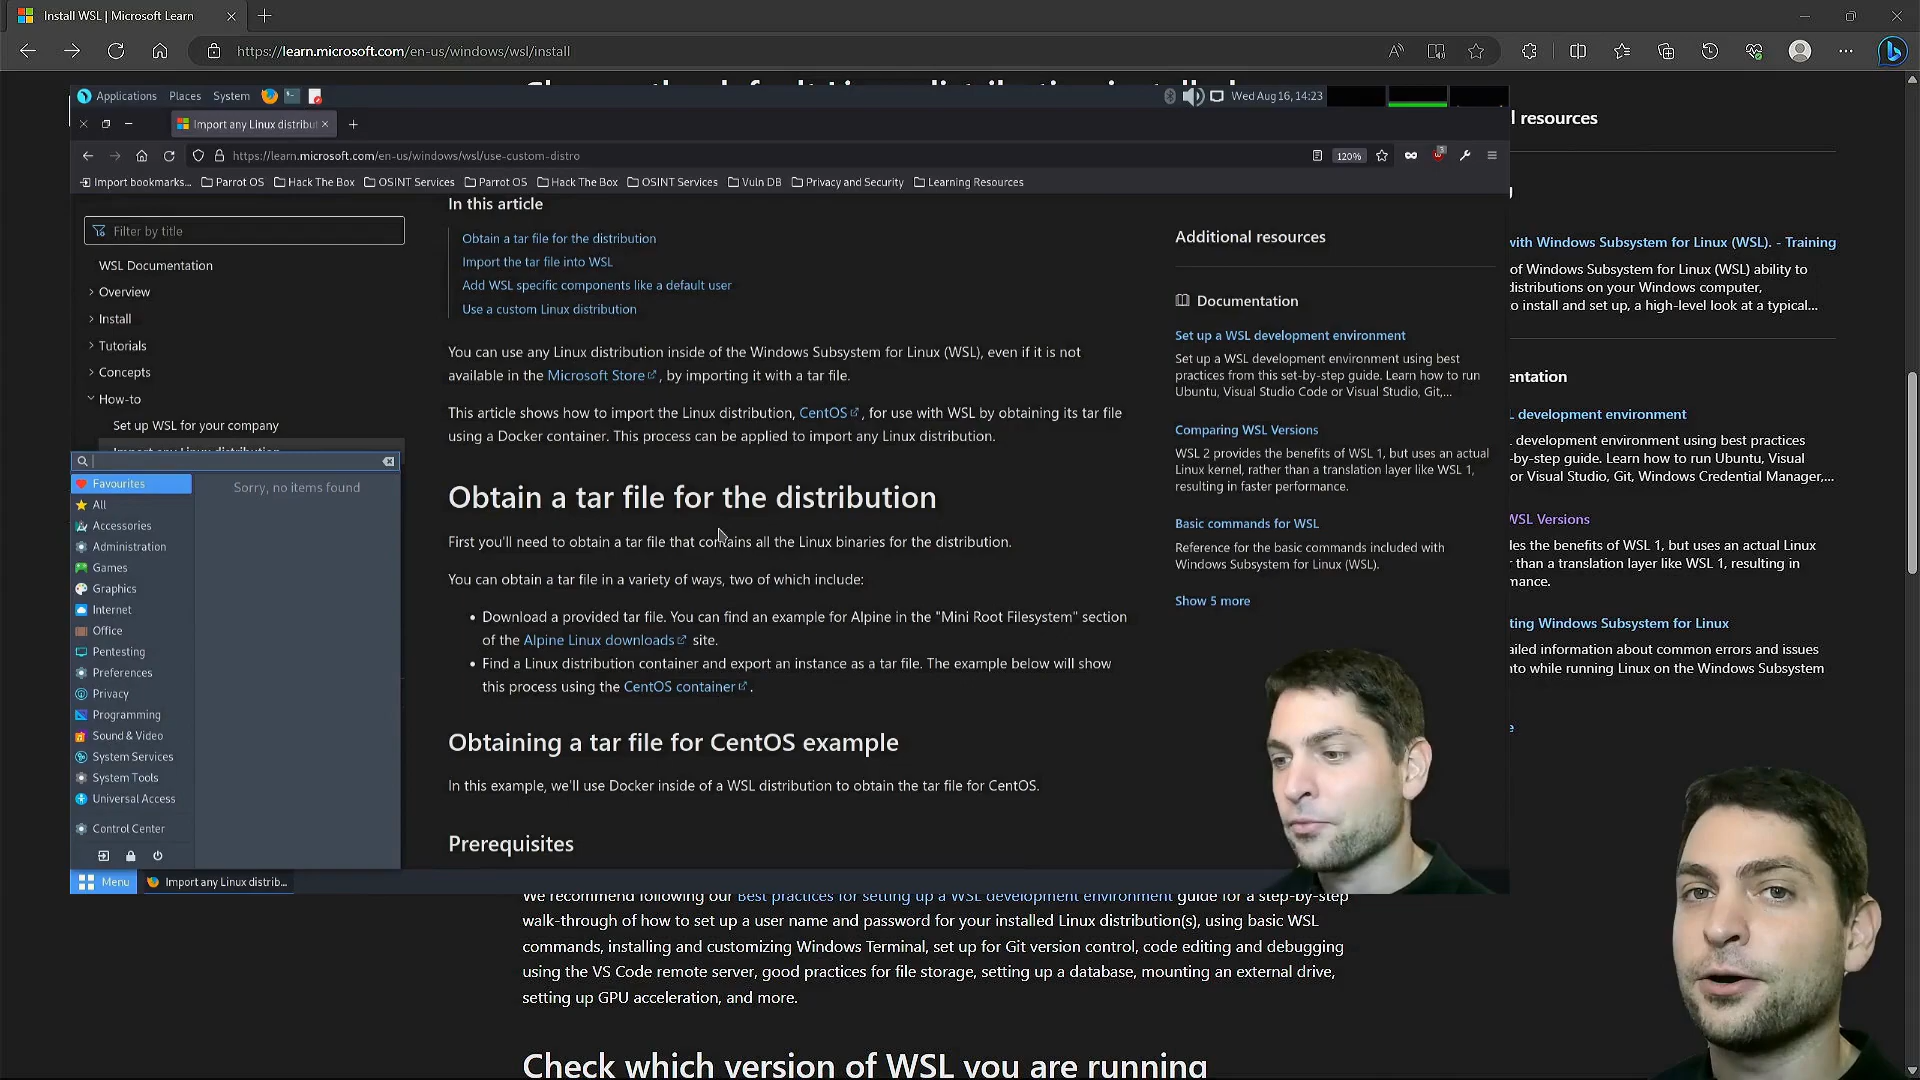 Install WSL | Microsoft Learn
https://learn.microsoft.com/en-us/windows/wsl/install
Applications Places System
Wed Aug 16, 14:23
Import any Linux distribut
https://learn.microsoft.com/en-us/windows/wsl/use-custom-distro
120%
3
Import bookmarks... Parrot OS Hack The Box OSINT Services Parrot OS Hack The Box OSINT Services Vuln DB Privacy and Security Learning Resources
Filter by title
WSL Documentation
Overview
Install
Tutorials
Concepts
How-to
Set up WSL for your company
Favourites
All
Accessories
Administration
Games
Graphics
Internet
Office
Pentesting
Preferences
Privacy
Programming
Sound & Video
System Services
System Tools
Universal Access
Control Center
Sorry, no items found
Menu
Import any Linux distrib...
In this article
Obtain a tar file for the distribution
Import the tar file into WSL
Add WSL specific components like a default user
Use a custom Linux distribution
You can use any Linux distribution inside of the Windows Subsystem for Linux (WSL), even if it is not
available in the Microsoft Store, by importing it with a tar file.
This article shows how to import the Linux distribution, CentOS, for use with WSL by obtaining its tar file
using a Docker container. This process can be applied to import any Linux distribution.
Obtain a tar file for the distribution
First you'll need to obtain a tar file that contains all the Linux binaries for the distribution.
You can obtain a tar file in a variety of ways, two of which include:
• Download a provided tar file. You can find an example for Alpine in the "Mini Root Filesystem" section
of the Alpine Linux downloads site.
• Find a Linux distribution container and export an instance as a tar file. The example below will show
this process using the CentOS container.
Obtaining a tar file for CentOS example
In this example, we'll use Docker inside of a WSL distribution to obtain the tar file for CentOS.
Prerequisites
Additional resources
Documentation
Set up a WSL development environment
Set up a WSL development environment using best
practices from this set-by-step guide. Learn how to run
Ubuntu, Visual Studio Code or Visual Studio, Git,...
Comparing WSL Versions
WSL 2 provides the benefits of WSL 1, but uses an actual
Linux kernel, rather than a translation layer like WSL 1,
resulting in faster performance.
Basic commands for WSL
Reference for the basic commands included with
Windows Subsystem for Linux (WSL).
Show 5 more
resources
with Windows Subsystem for Linux (WSL). - Training
of Windows Subsystem for Linux (WSL) ability to
distributions on your Windows computer,
to install and set up, a high-level look at a typical...
entation
development environment
development environment using best practices
-by-step guide. Learn how to run Ubuntu, Visual
or Visual Studio, Git, Windows Credential Manager,...
WSL Versions
les the benefits of WSL 1, but uses an actual Linux
than a translation layer like WSL 1, resulting in
mance.
ting Windows Subsystem for Linux
ailed information about common errors and issues
nto while running Linux on the Windows Subsystem
e
We recommend following our Best practices for setting up a WSL development environment guide for a step-by-step
walk-through of how to set up a user name and password for your installed Linux distribution(s), using basic WSL
commands, installing and customizing Windows Terminal, set up for Git version control, code editing and debugging
using the VS Code remote server, good practices for file storage, setting up a database, mounting an external drive,
setting up GPU acceleration, and more.
Check which version of WSL you are running